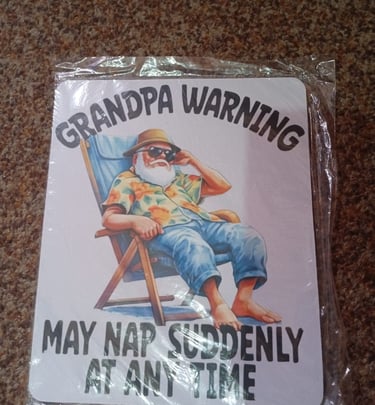 GRANDPA WARNING
MAY NAP SUDDENLY
AT ANY TIME